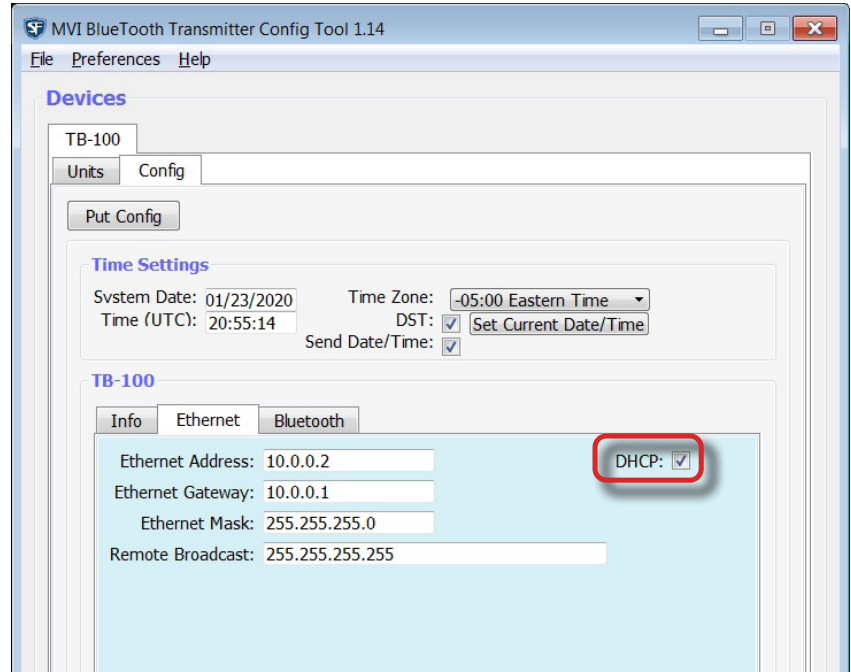 SF MVI BlueTooth Transmitter Config Tool 1.14
File Preferences Help
Devices
TB-100
Units Config
Put Config
Time Settings
System Date: 01/23/2020 Time Zone: -05:00 Eastern Time
Time (UTC): 20:55:14 DST: Set Current Date/Time
Send Date/Time:
TB-100
Info Ethernet Bluetooth
Ethernet Address: 10.0.0.2 DHCP:
Ethernet Gateway: 10.0.0.1
Ethernet Mask: 255.255.255.0
Remote Broadcast: 255.255.255.255